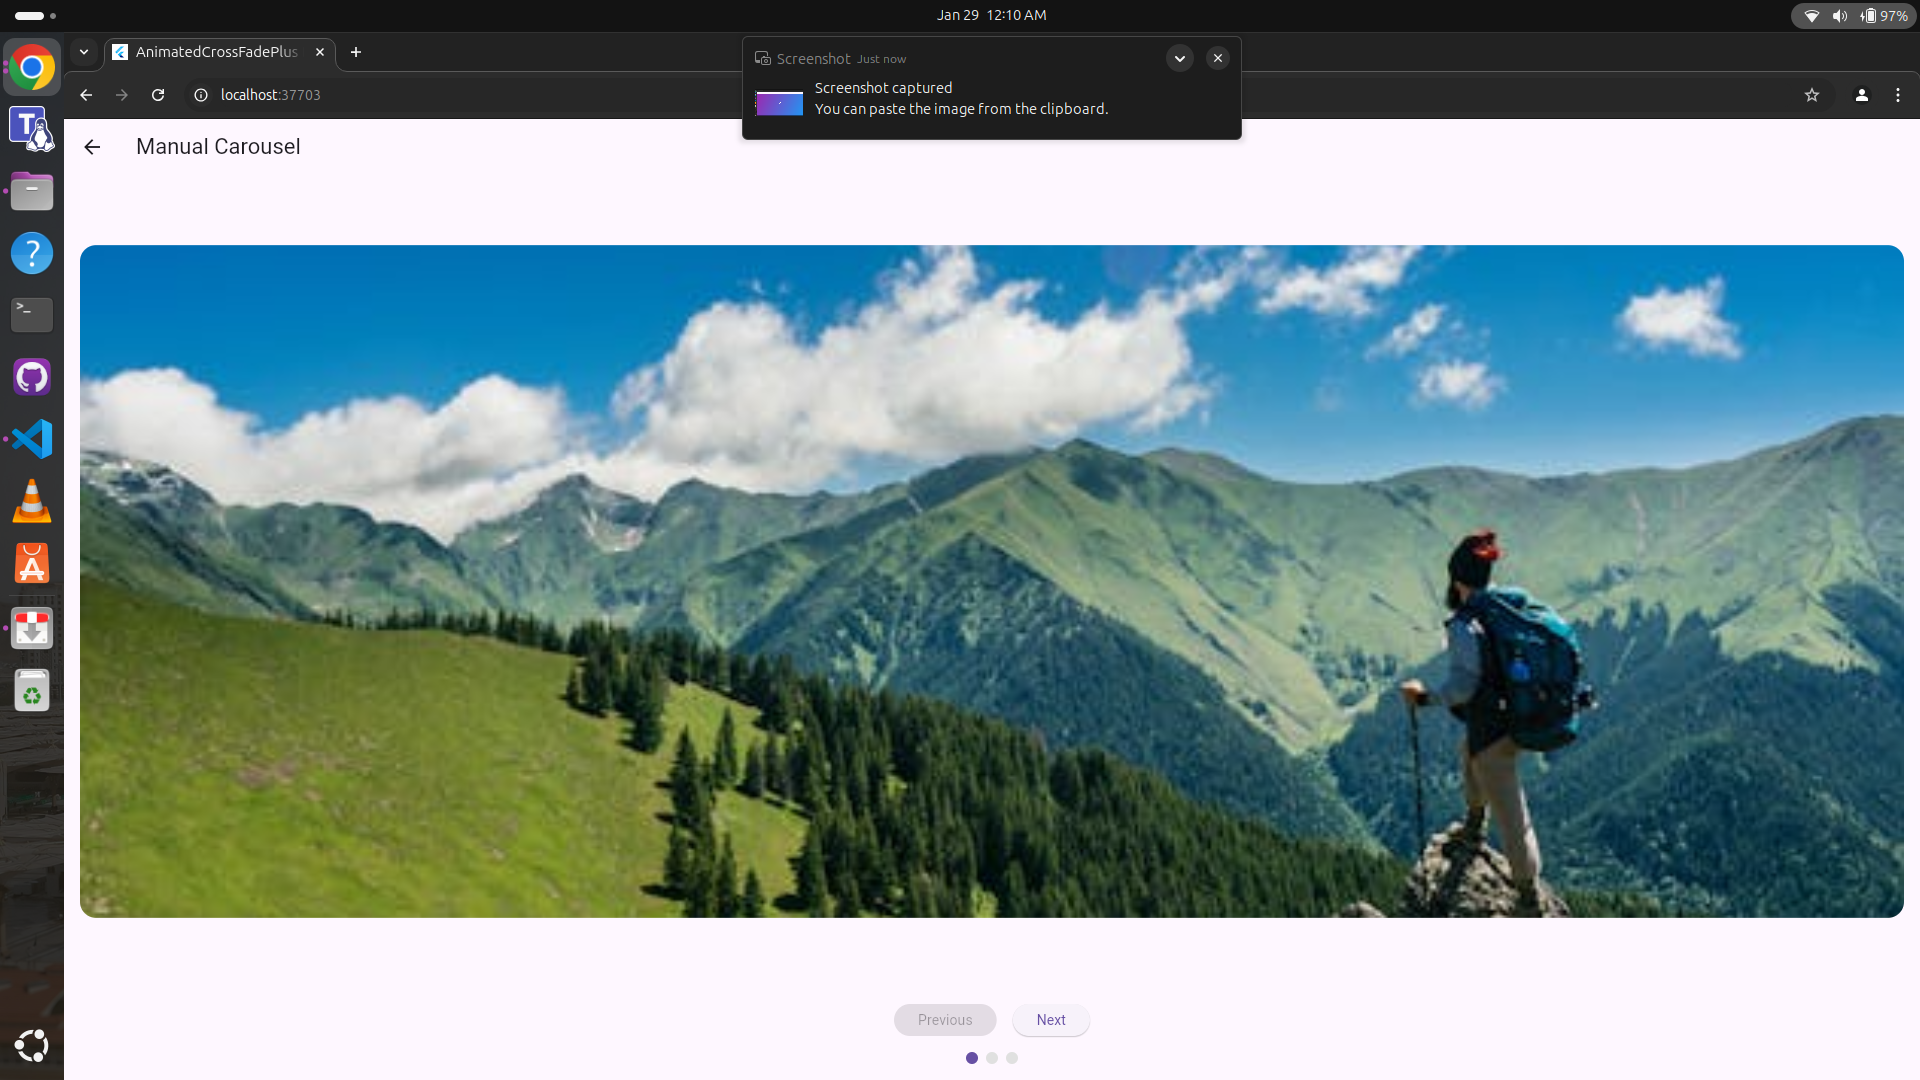 Jan 29 12:10 AM
97%
AnimatedCrossFadePlus
localhost:37703
Screenshot Just now
Screenshot captured
You can paste the image from the clipboard.
Manual Carousel
T
?
>_
A
Previous
Next